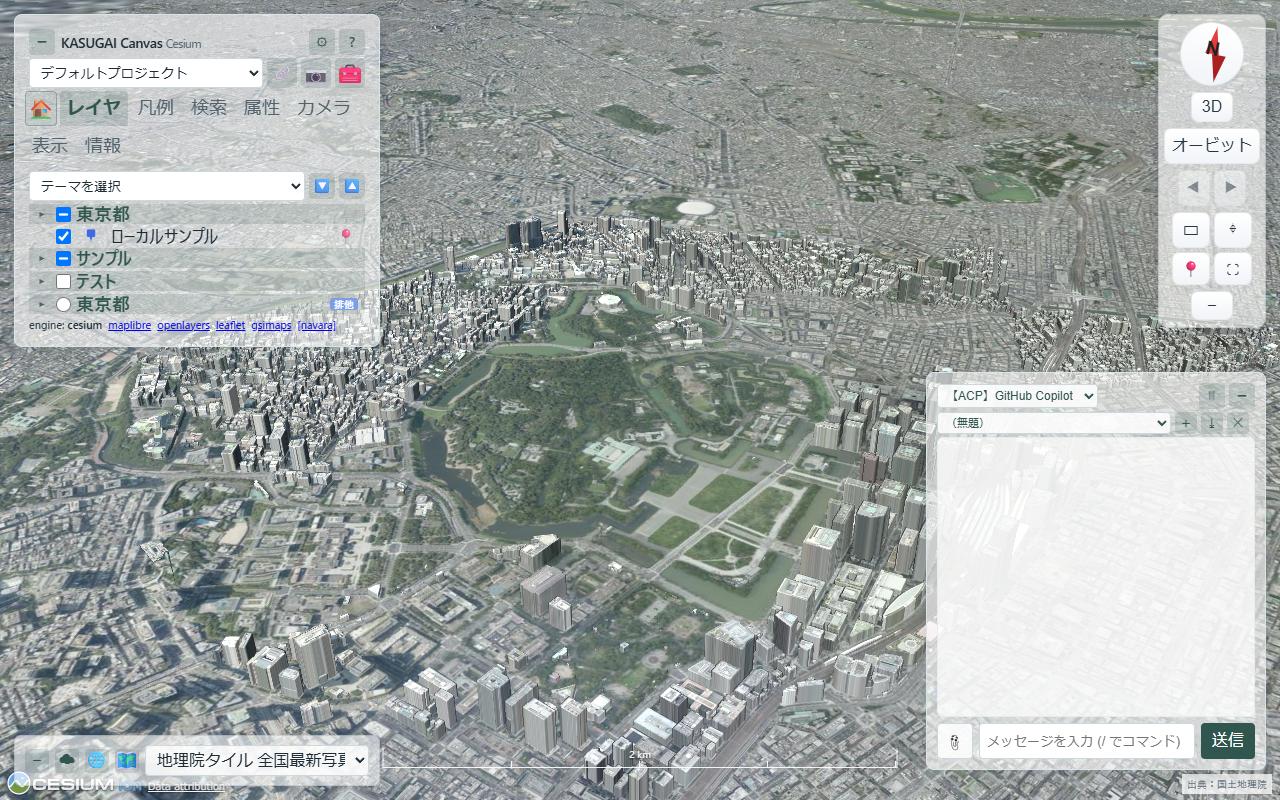 KASUGAI Canvas Cesium
?
デフォルトプロジェクト
レイヤ 凡例 検索 属性 カメラ
表示 情報
テーマを選択
東京都
ローカルサンプル
サンプル
テスト
東京都 排他
engine: cesium maplibre openlayers leaflet gsimaps [navara]
N
3D
オービット
【ACP】GitHub Copilot
(無題)
メッセージを入力 (/ でコマンド)
送信
地理院タイル 全国最新写真
2 km
CESIUM ion Data attribution
出典：国土地理院